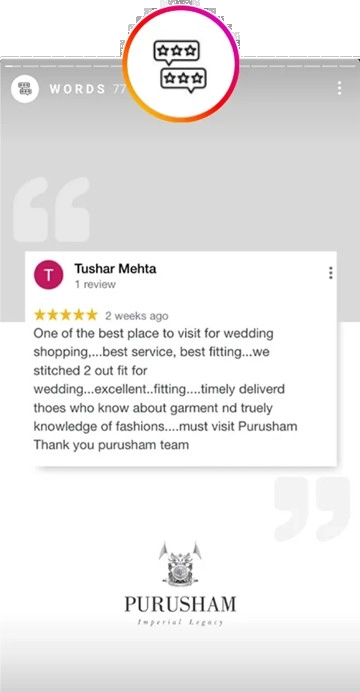 WORDS 77
T
Tushar Mehta
1 review
2 weeks ago
One of the best place to visit for wedding
shopping,...best service, best fitting...we
stitched 2 out fit for
wedding...excellent..fitting....timely deliverd
thoes who know about garment nd truely
knowledge of fashions....must visit Purusham
Thank you purusham team
PURUSHAM
Imperial Legacy